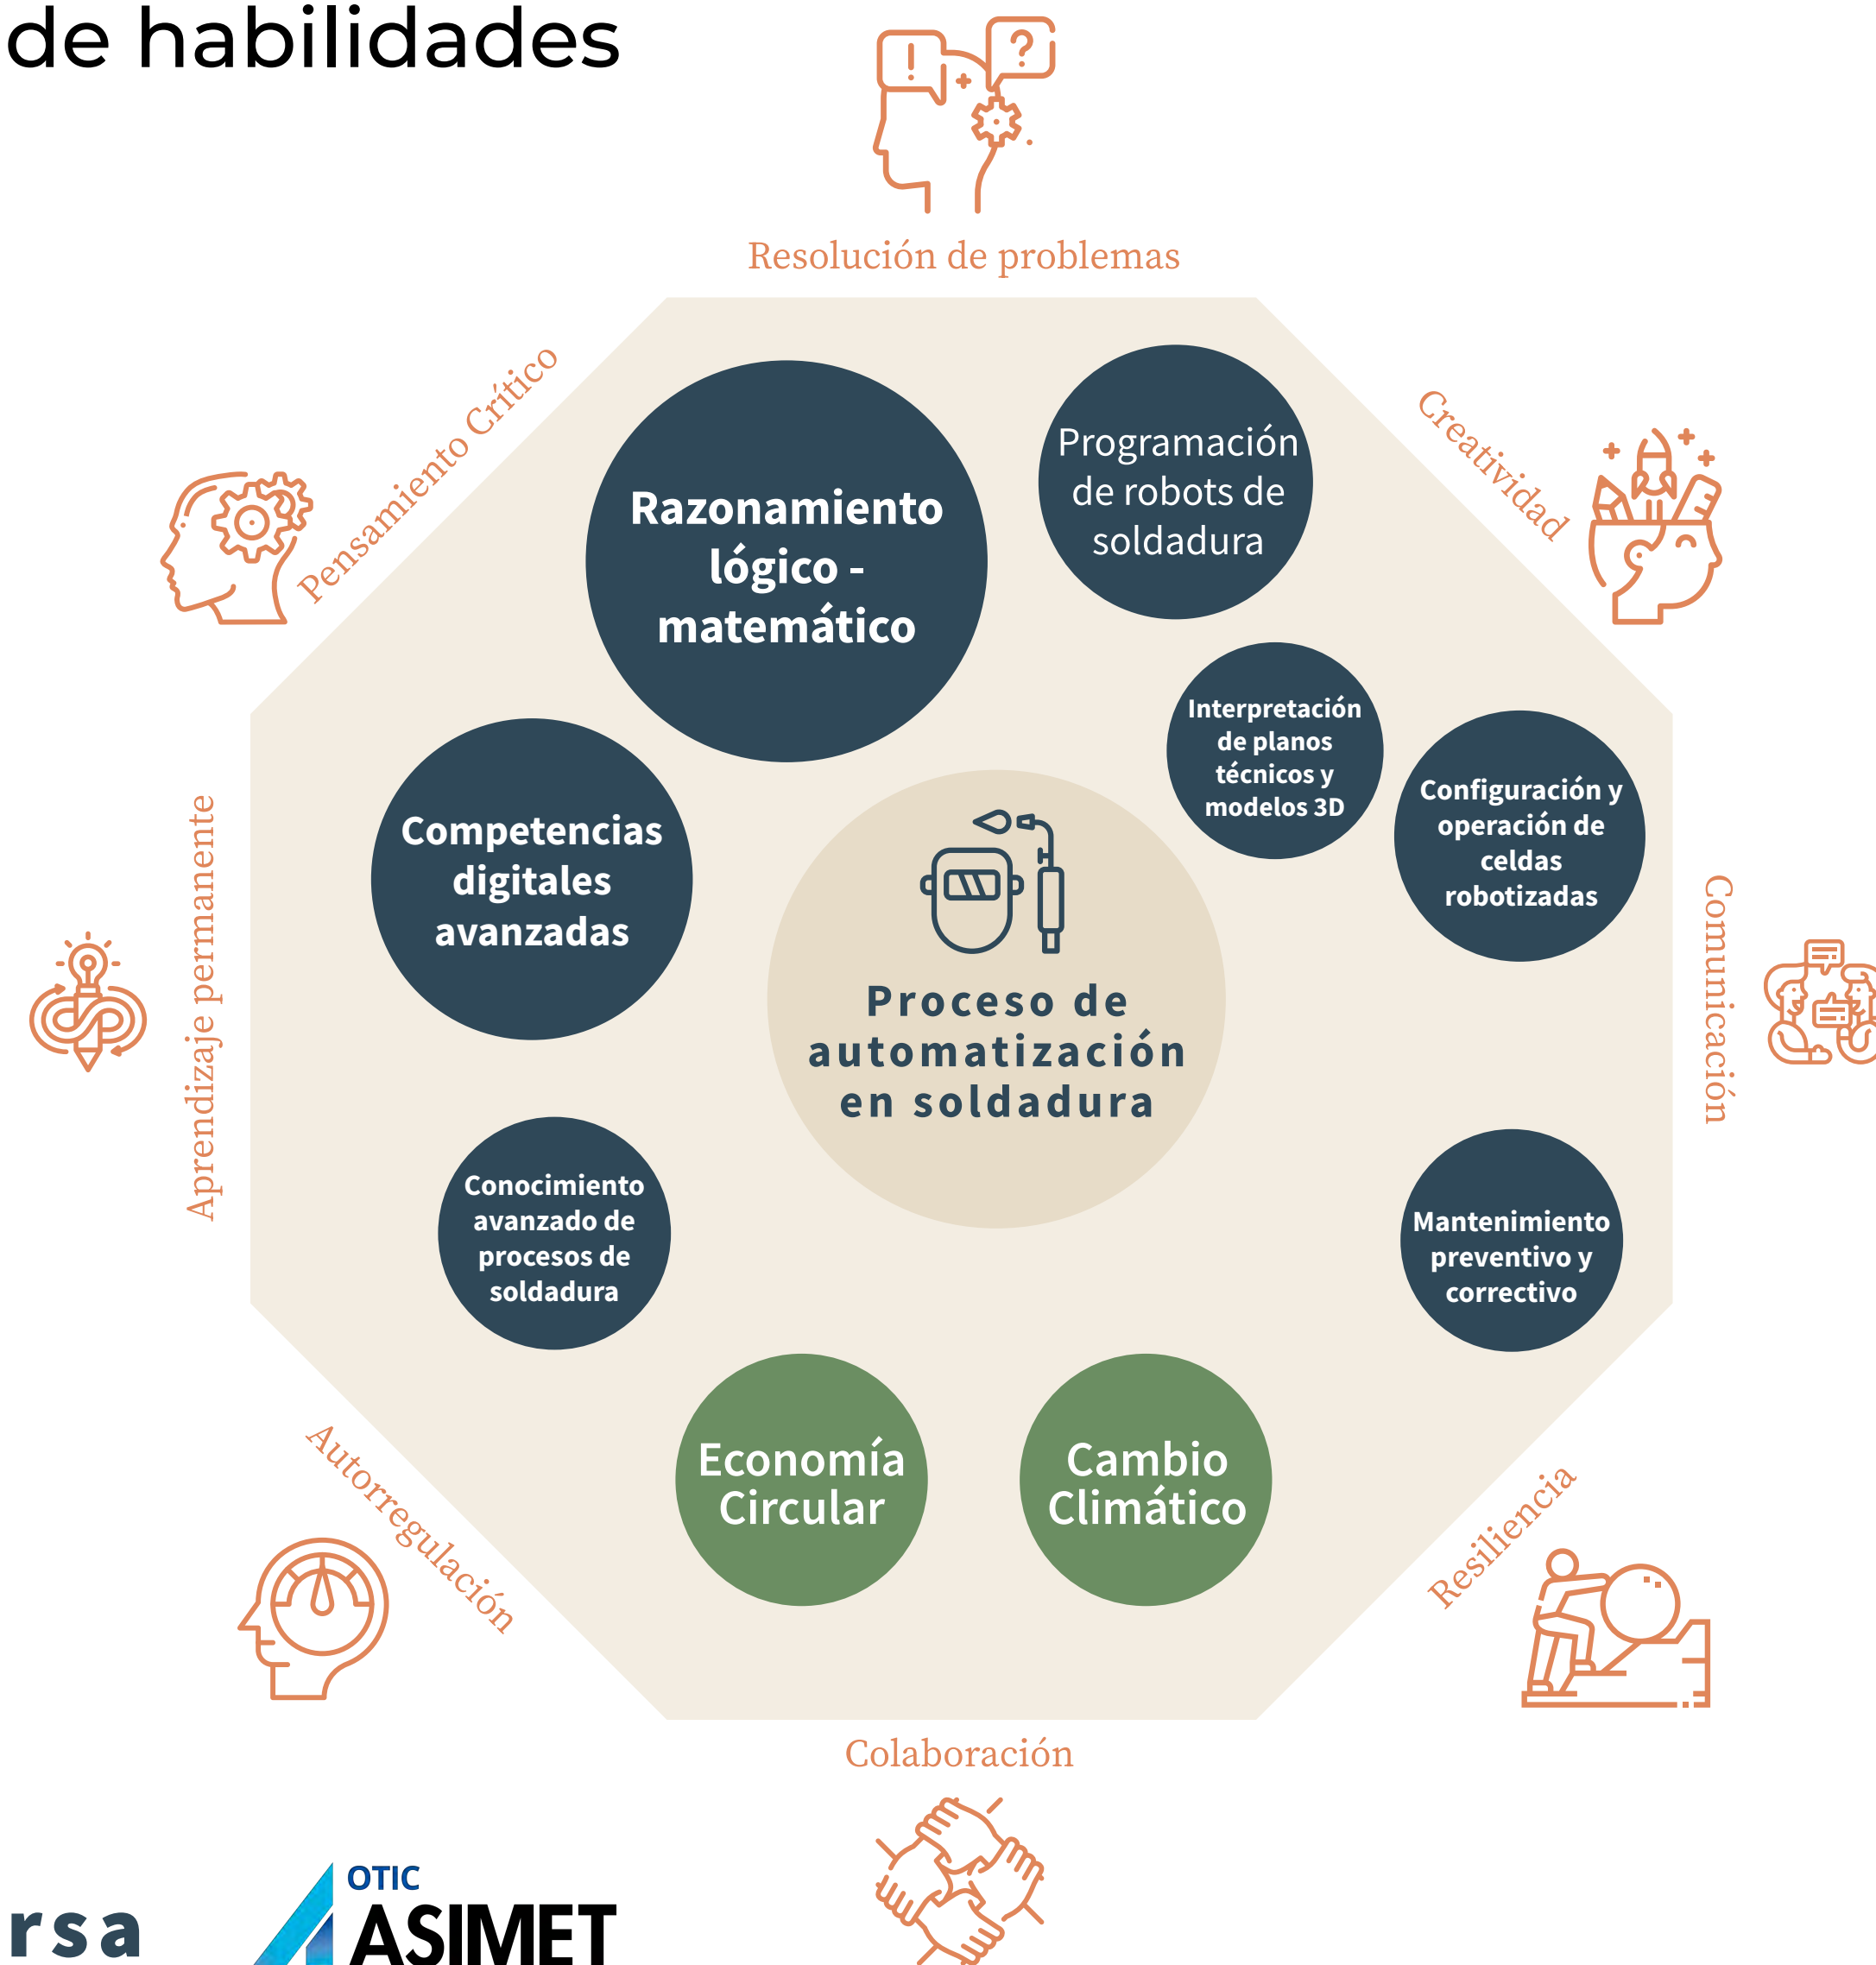 de habilidades
Resolución de problemas
Pensamiento Crítico
Creatividad
Razonamiento
lógico -
matemático
Programación
de robots de
soldadura
Interpretación
de planos
técnicos y
modelos 3D
Configuración y
operación de
celdas
robotizadas
Competencias
digitales
avanzadas
Aprendizaje permanente
Comunicación
Proceso de
automatización
en soldadura
Conocimiento
avanzado de
procesos de
soldadura
Mantenimiento
preventivo y
correctivo
Economía
Circular
Cambio
Climático
Autorregulación
Resiliencia
Colaboración
rsa
OTIC
ASIMET